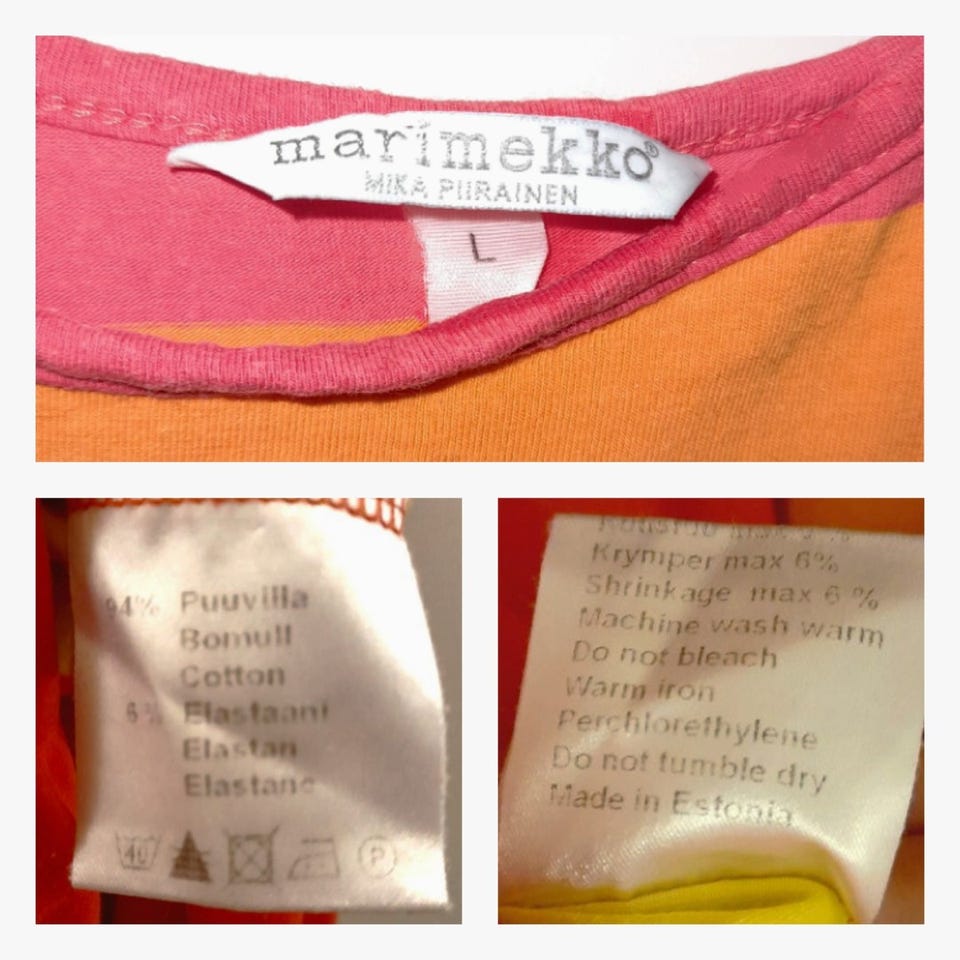 marimekko®
MIKA PIIRAINEN
L
94% Puuvilla
Bomull
Cotton
6% Elastaani
Elastan
Elastane
40
P
Krymper max 6%
Shrinkage max 6 %
Machine wash warm
Do not bleach
Warm iron
Perchlorethylene
Do not tumble dry
Made in Estonia